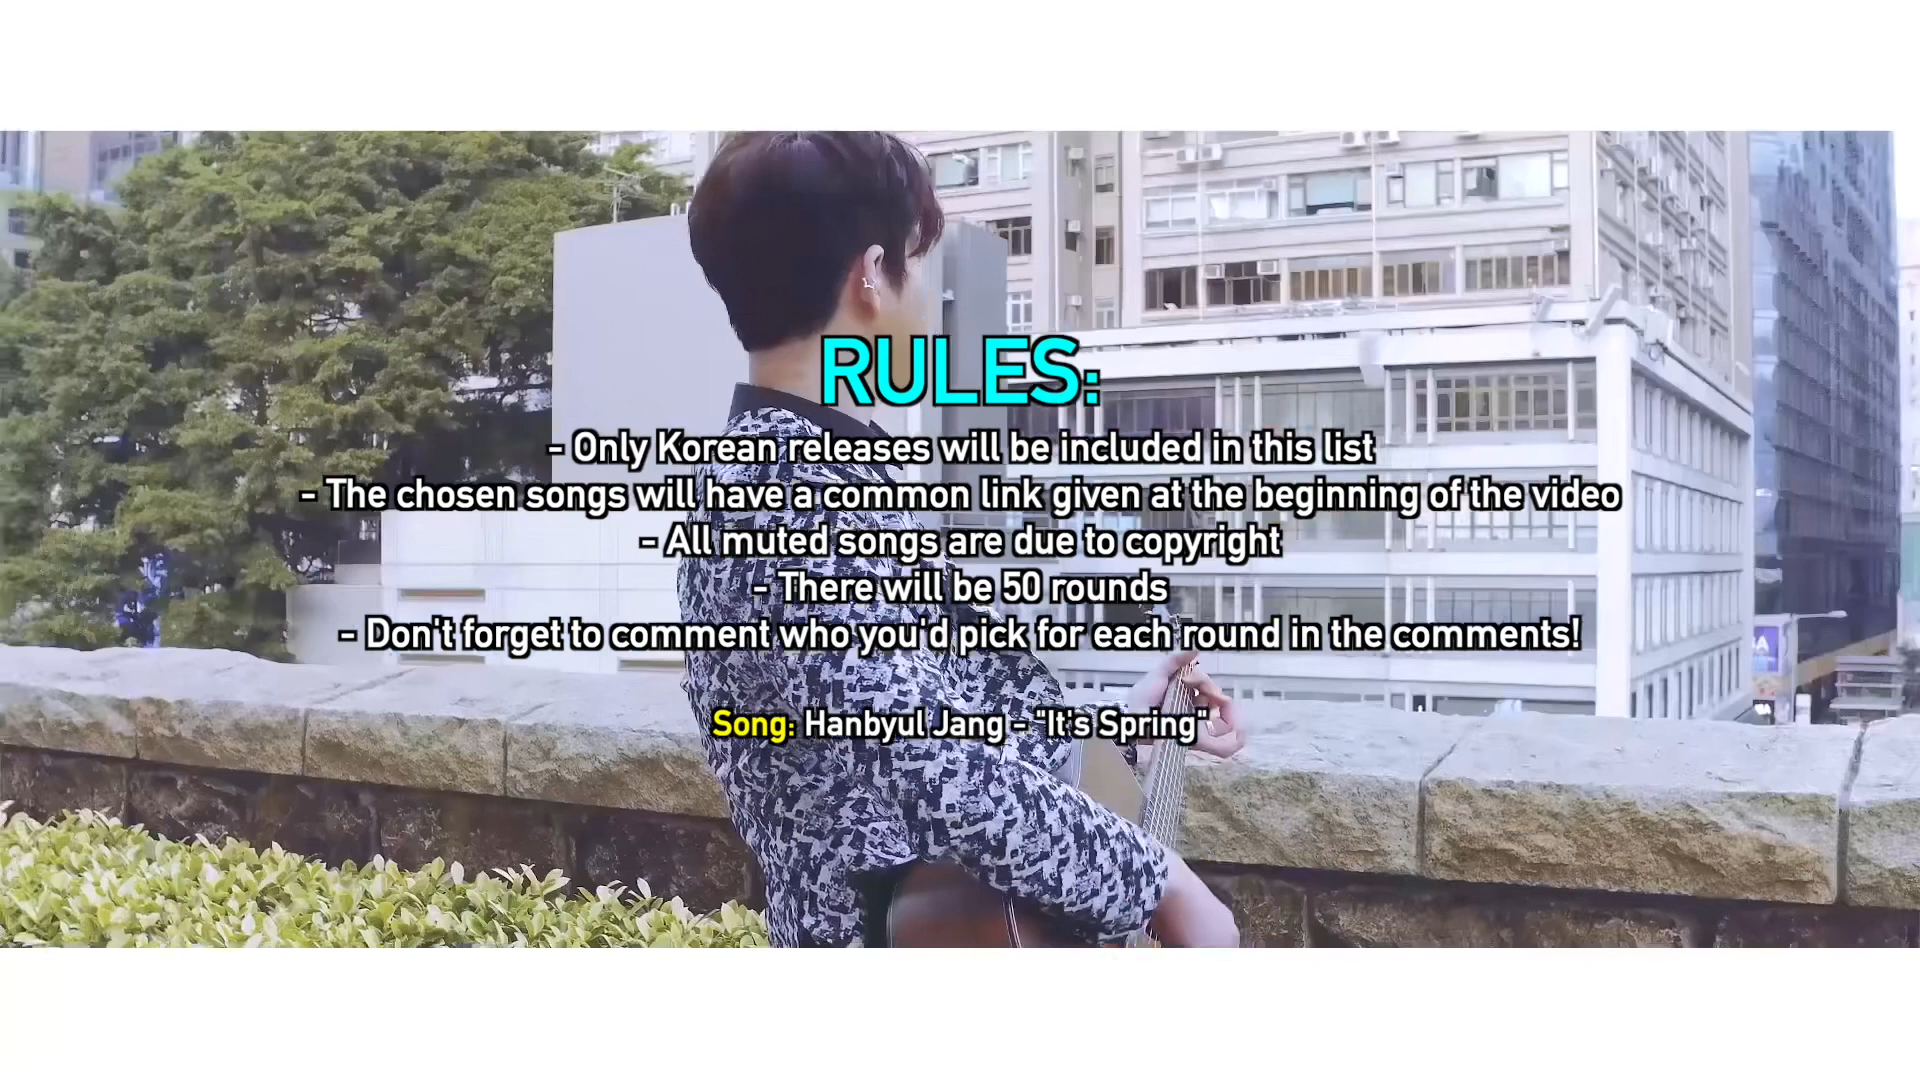 RULES:
- Only Korean releases will be included in this list
- The chosen songs will have a common link given at the beginning of the video
- All muted songs are due to copyright
- There will be 50 rounds
- Don't forget to comment who you'd pick for each round in the comments!
Song: Hanbyul Jang - "It's Spring"